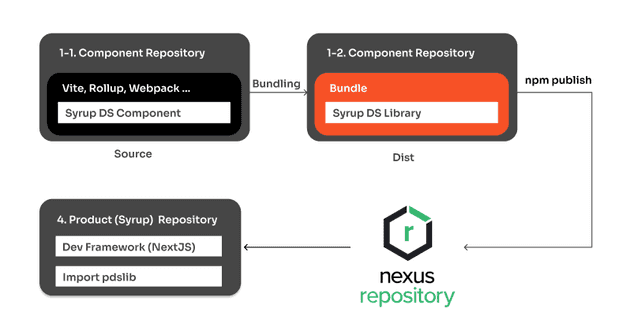 1-1. Component Repository
Vite, Rollup, Webpack ...
Syrup DS Component
Source
Bundling
1-2. Component Repository
Bundle
Syrup DS Library
Dist
npm publish
4. Product (Syrup) Repository
Dev Framework (NextJS)
Import pdslib
r
nexus
repository